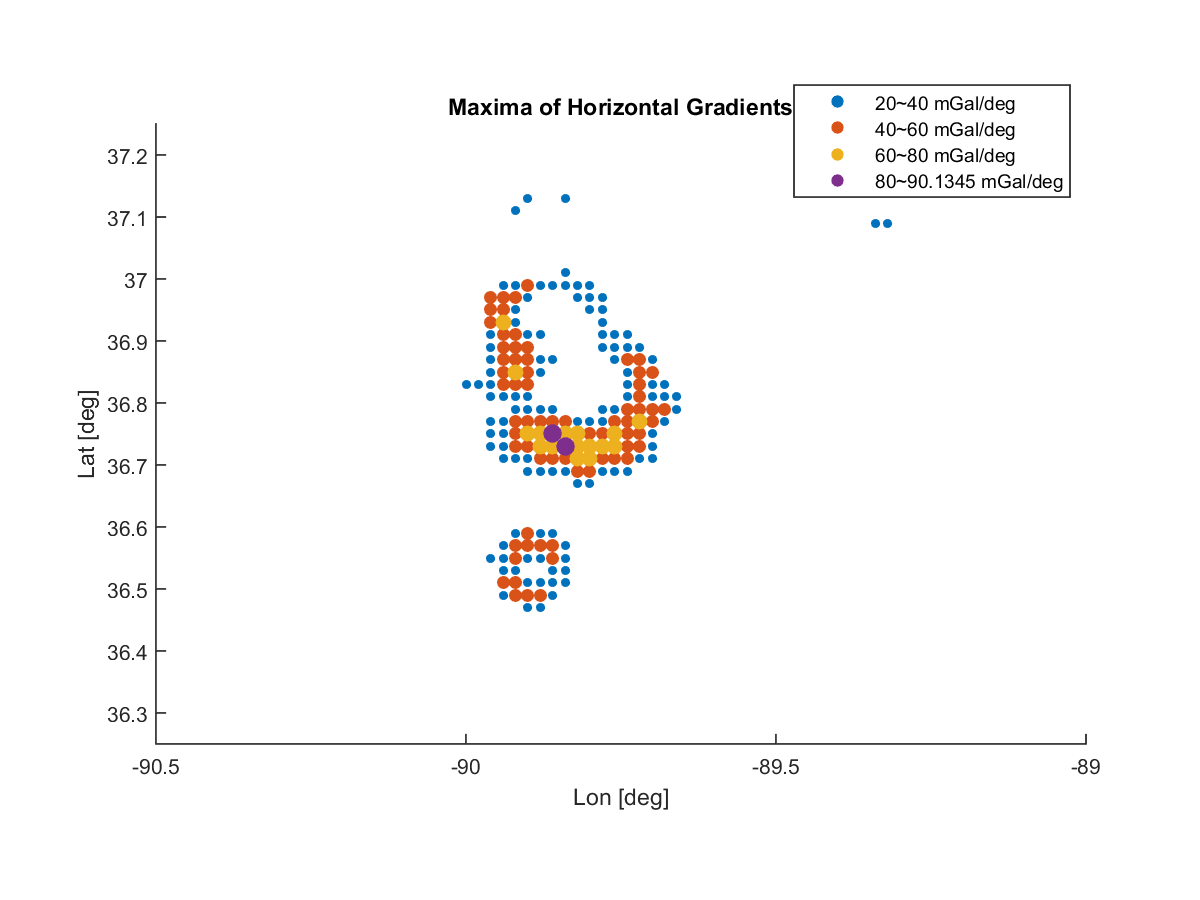 Maxima of Horizontal Gradients
20~40 mGal/deg
40~60 mGal/deg
60~80 mGal/deg
80~90.1345 mGal/deg
37.2
37.1
37
36.9
36.8
36.7
36.6
36.5
36.4
36.3
Lat [deg]
-90.5
-90
-89.5
-89
Lon [deg]